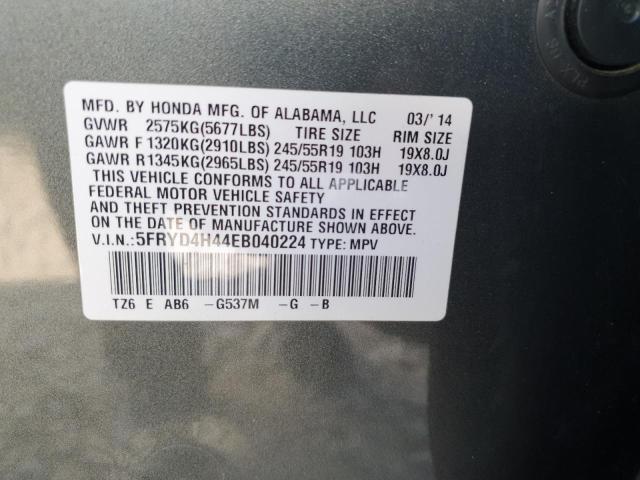 MFD. BY HONDA MFG. OF ALABAMA, LLC 03/' 14
GVWR 2575KG(5677LBS) TIRE SIZE RIM SIZE
GAWR F 1320KG(2910LBS) 245/55R19 103H 19X8.0J
GAWR R1345KG(2965LBS) 245/55R19 103H 19X8.0J
THIS VEHICLE CONFORMS TO ALL APPLICABLE
FEDERAL MOTOR VEHICLE SAFETY
AND THEFT PREVENTION STANDARDS IN EFFECT
ON THE DATE OF MANUFACTURE SHOWN ABOVE.
V.I.N.: 5FRYD4H44EB040224 TYPE: MPV
TZ6 E AB6 -G537M -G -B